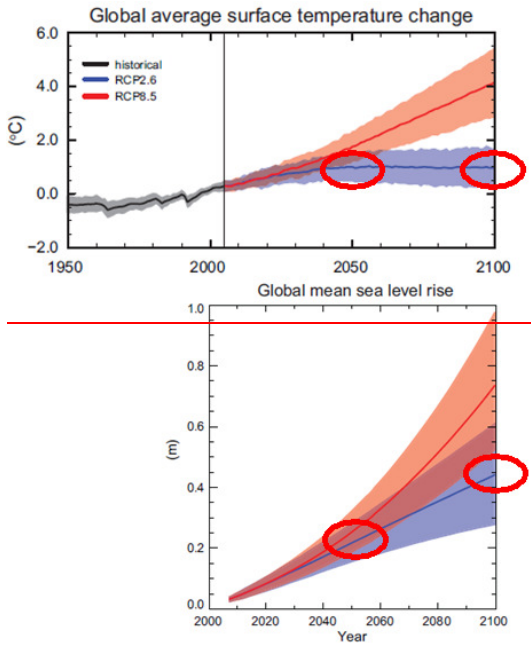 Global average surface temperature change
6.0
historical
RCP2.6
RCP8.5
4.0
(°C)
2.0
0.0
−2.0
1950 2000 2050 2100
Global mean sea level rise
1.0
0.8
0.6
(m)
0.4
0.2
0.0
2000 2020 2040 2060 2080 2100
Year